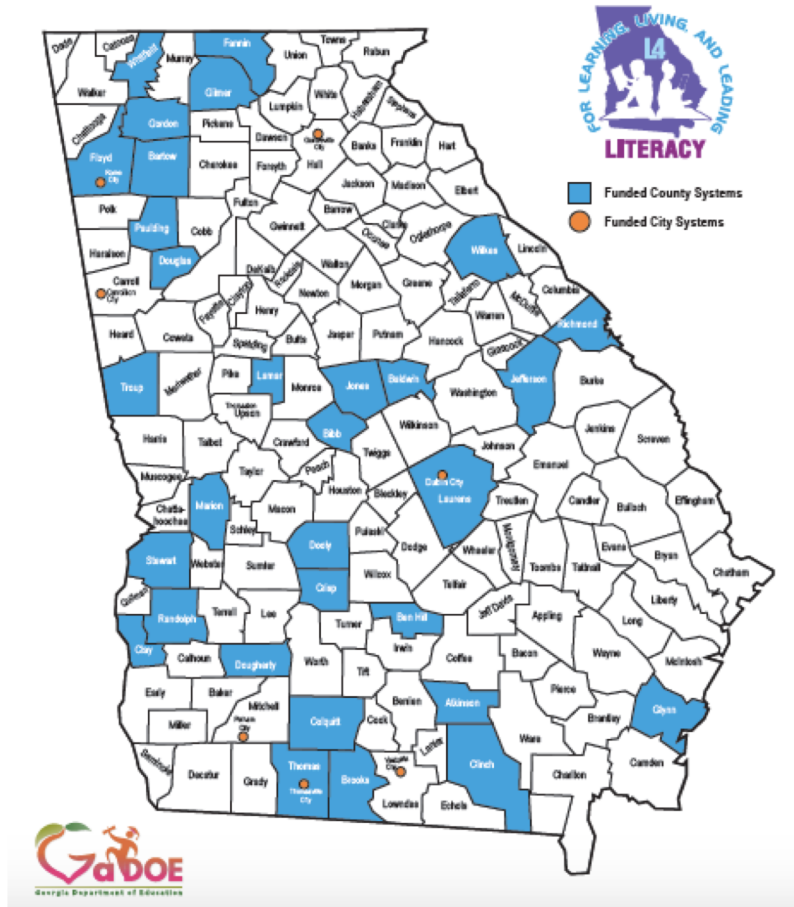 FOR LEARNING, LIVING, AND LEADING
L4
LITERACY
Funded County Systems
Funded City Systems
Dade
Catoosa
Whitfield
Murray
Fannin
Union
Towns
Rabun
Walker
Gilmer
Lumpkin
White
Habersham
Stephens
Chattooga
Gordon
Pickens
Dawson
Gainesville
City
Hall
Banks
Franklin
Hart
Floyd
Rome
City
Bartow
Cherokee
Forsyth
Jackson
Madison
Elbert
Polk
Paulding
Cobb
Fulton
Gwinnett
Barrow
Clarke
Oconee
Oglethorpe
Wilkes
Lincoln
Haralson
Douglas
DeKalb
Rockdale
Walton
Morgan
Greene
Taliaferro
McDuffie
Columbia
Carroll
Carrollton
City
Fayette
Clayton
Henry
Newton
Warren
Richmond
Heard
Coweta
Spalding
Butts
Jasper
Putnam
Hancock
Glascock
Jefferson
Burke
Troup
Meriwether
Pike
Lamar
Monroe
Jones
Baldwin
Washington
Thomaston
Upson
Jenkins
Screven
Harris
Talbot
Crawford
Bibb
Twiggs
Wilkinson
Johnson
Emanuel
Muscogee
Taylor
Peach
Houston
Bleckley
Dublin City
Laurens
Treutlen
Candler
Bulloch
Effingham
Chatta-
hoochee
Marion
Schley
Macon
Pulaski
Dodge
Wheeler
Montgomery
Toombs
Tattnall
Evans
Bryan
Chatham
Stewart
Webster
Sumter
Dooly
Crisp
Wilcox
Telfair
Jeff Davis
Appling
Long
Liberty
Quitman
Randolph
Terrell
Lee
Turner
Ben Hill
Irwin
Coffee
Bacon
Wayne
McIntosh
Clay
Calhoun
Dougherty
Worth
Tift
Pierce
Early
Baker
Mitchell
Colquitt
Cook
Berrien
Atkinson
Ware
Brantley
Glynn
Miller
Pelham
City
Lanier
Clinch
Seminole
Decatur
Grady
Thomas
Thomasville
City
Brooks
Valdosta
City
Lowndes
Echols
Charlton
Camden
GaDOE
Georgia Department of Education